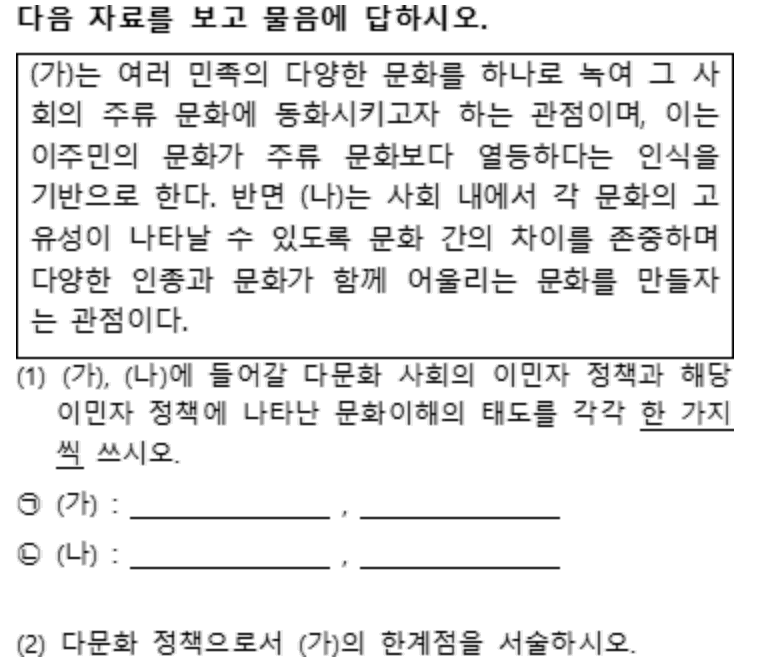 다음 자료를 보고 물음에 답하시오.
(가)는 여러 민족의 다양한 문화를 하나로 녹여 그 사
회의 주류 문화에 동화시키고자 하는 관점이며, 이는
이주민의 문화가 주류 문화보다 열등하다는 인식을
기반으로 한다. 반면 (나)는 사회 내에서 각 문화의 고
유성이 나타날 수 있도록 문화 간의 차이를 존중하며
다양한 인종과 문화가 함께 어울리는 문화를 만들자
는 관점이다.
(1) (가), (나)에 들어갈 다문화 사회의 이민자 정책과 해당
이민자 정책에 나타난 문화이해의 태도를 각각 한 가지
씩 쓰시오.
㉠ (가) : ____________ , ____________
㉡ (나) : ____________ , ____________
(2) 다문화 정책으로서 (가)의 한계점을 서술하시오.